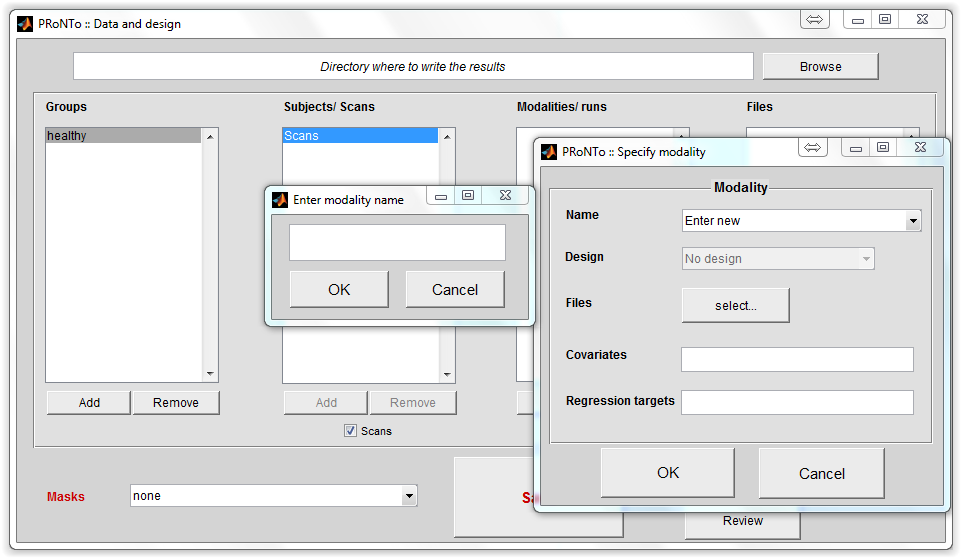 PRoNTo :: Data and design
Directory where to write the results
Browse
Groups
Subjects/ Scans
Modalities/ runs
Files
healthy
Scans
Add
Remove
Add
Remove
Scans
Masks
none
Review
Enter modality name
OK
Cancel
PRoNTo :: Specify modality
Modality
Name
Enter new
Design
No design
Files
select...
Covariates
Regression targets
OK
Cancel